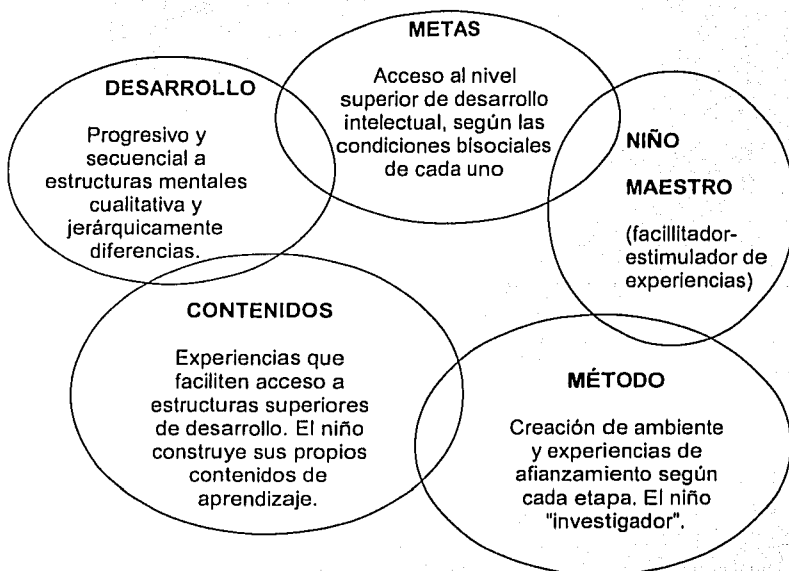 METAS
Acceso al nivel
superior de desarrollo
intelectual, según las
condiciones bisociales
de cada uno
DESARROLLO
Progresivo y
secuencial a
estructuras mentales
cualitativa y
jerárquicamente
diferencias.
NIÑO
MAESTRO
(facillitador-
estimulador de
experiencias)
CONTENIDOS
Experiencias que
faciliten acceso a
estructuras superiores
de desarrollo. El niño
construye sus propios
contenidos de
aprendizaje.
MÉTODO
Creación de ambiente
y experiencias de
afianzamiento según
cada etapa. El niño
"investigador".